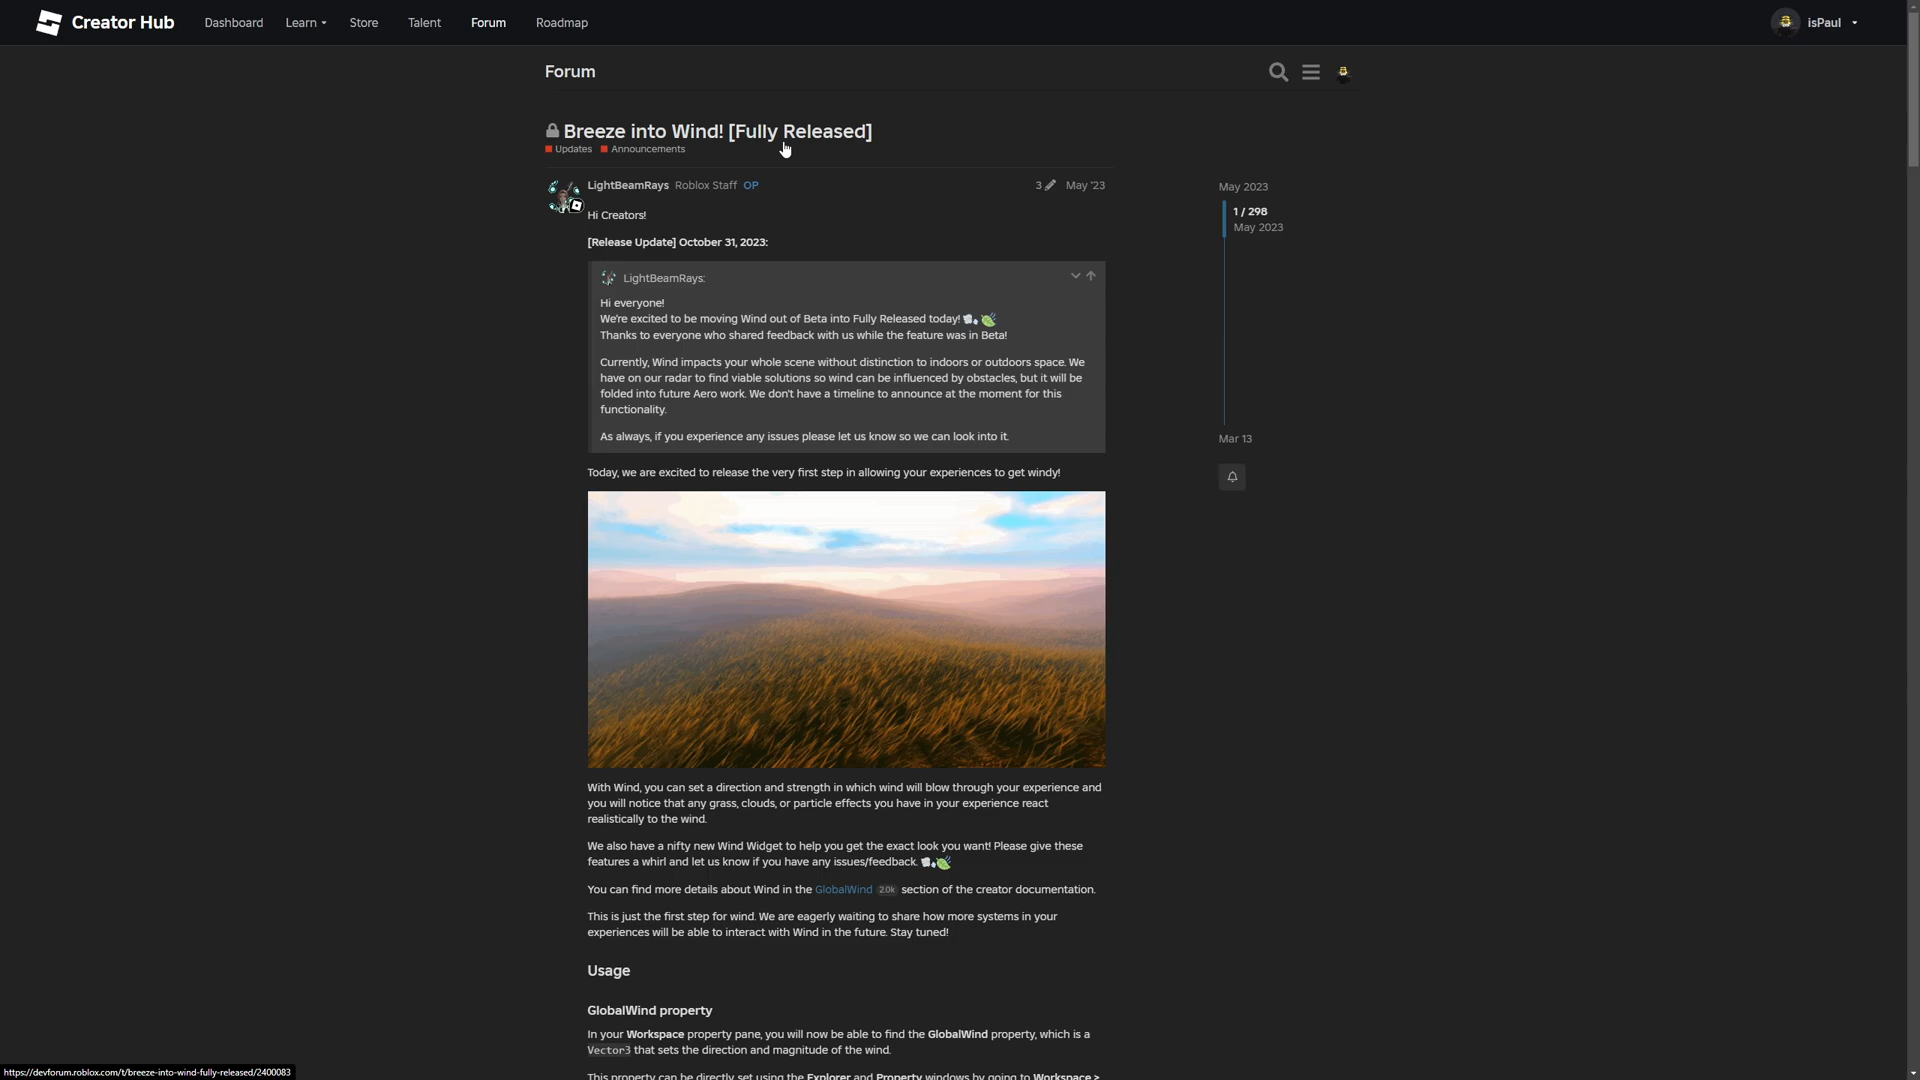 Creator Hub Dashboard Learn Store Talent Forum Roadmap isPaul
Forum
Breeze into Wind! [Fully Released]
Updates Announcements
LightBeamRays Roblox Staff OP 3 May '23
Hi Creators!
[Release Update] October 31, 2023:
LightBeamRays:
Hi everyone!
We're excited to be moving Wind out of Beta into Fully Released today!
Thanks to everyone who shared feedback with us while the feature was in Beta!
Currently, Wind impacts your whole scene without distinction to indoors or outdoors space. We
have on our radar to find viable solutions so wind can be influenced by obstacles, but it will be
folded into future Aero work. We don't have a timeline to announce at the moment for this
functionality.
As always, if you experience any issues please let us know so we can look into it.
Today, we are excited to release the very first step in allowing your experiences to get windy!
With Wind, you can set a direction and strength in which wind will blow through your experience and
you will notice that any grass, clouds, or particle effects you have in your experience react
realistically to the wind.
We also have a nifty new Wind Widget to help you get the exact look you want! Please give these
features a whirl and let us know if you have any issues/feedback.
You can find more details about Wind in the GlobalWind 2.0k section of the creator documentation.
This is just the first step for wind. We are eagerly waiting to share how more systems in your
experiences will be able to interact with Wind in the future. Stay tuned!
Usage
GlobalWind property
In your Workspace property pane, you will now be able to find the GlobalWind property, which is a
Vector3 that sets the direction and magnitude of the wind.
This property can be directly set using the Explorer and Property windows by going to Workspace >
May 2023
1 / 298
May 2023
Mar 13
https://devforum.roblox.com/t/breeze-into-wind-fully-released/2400083